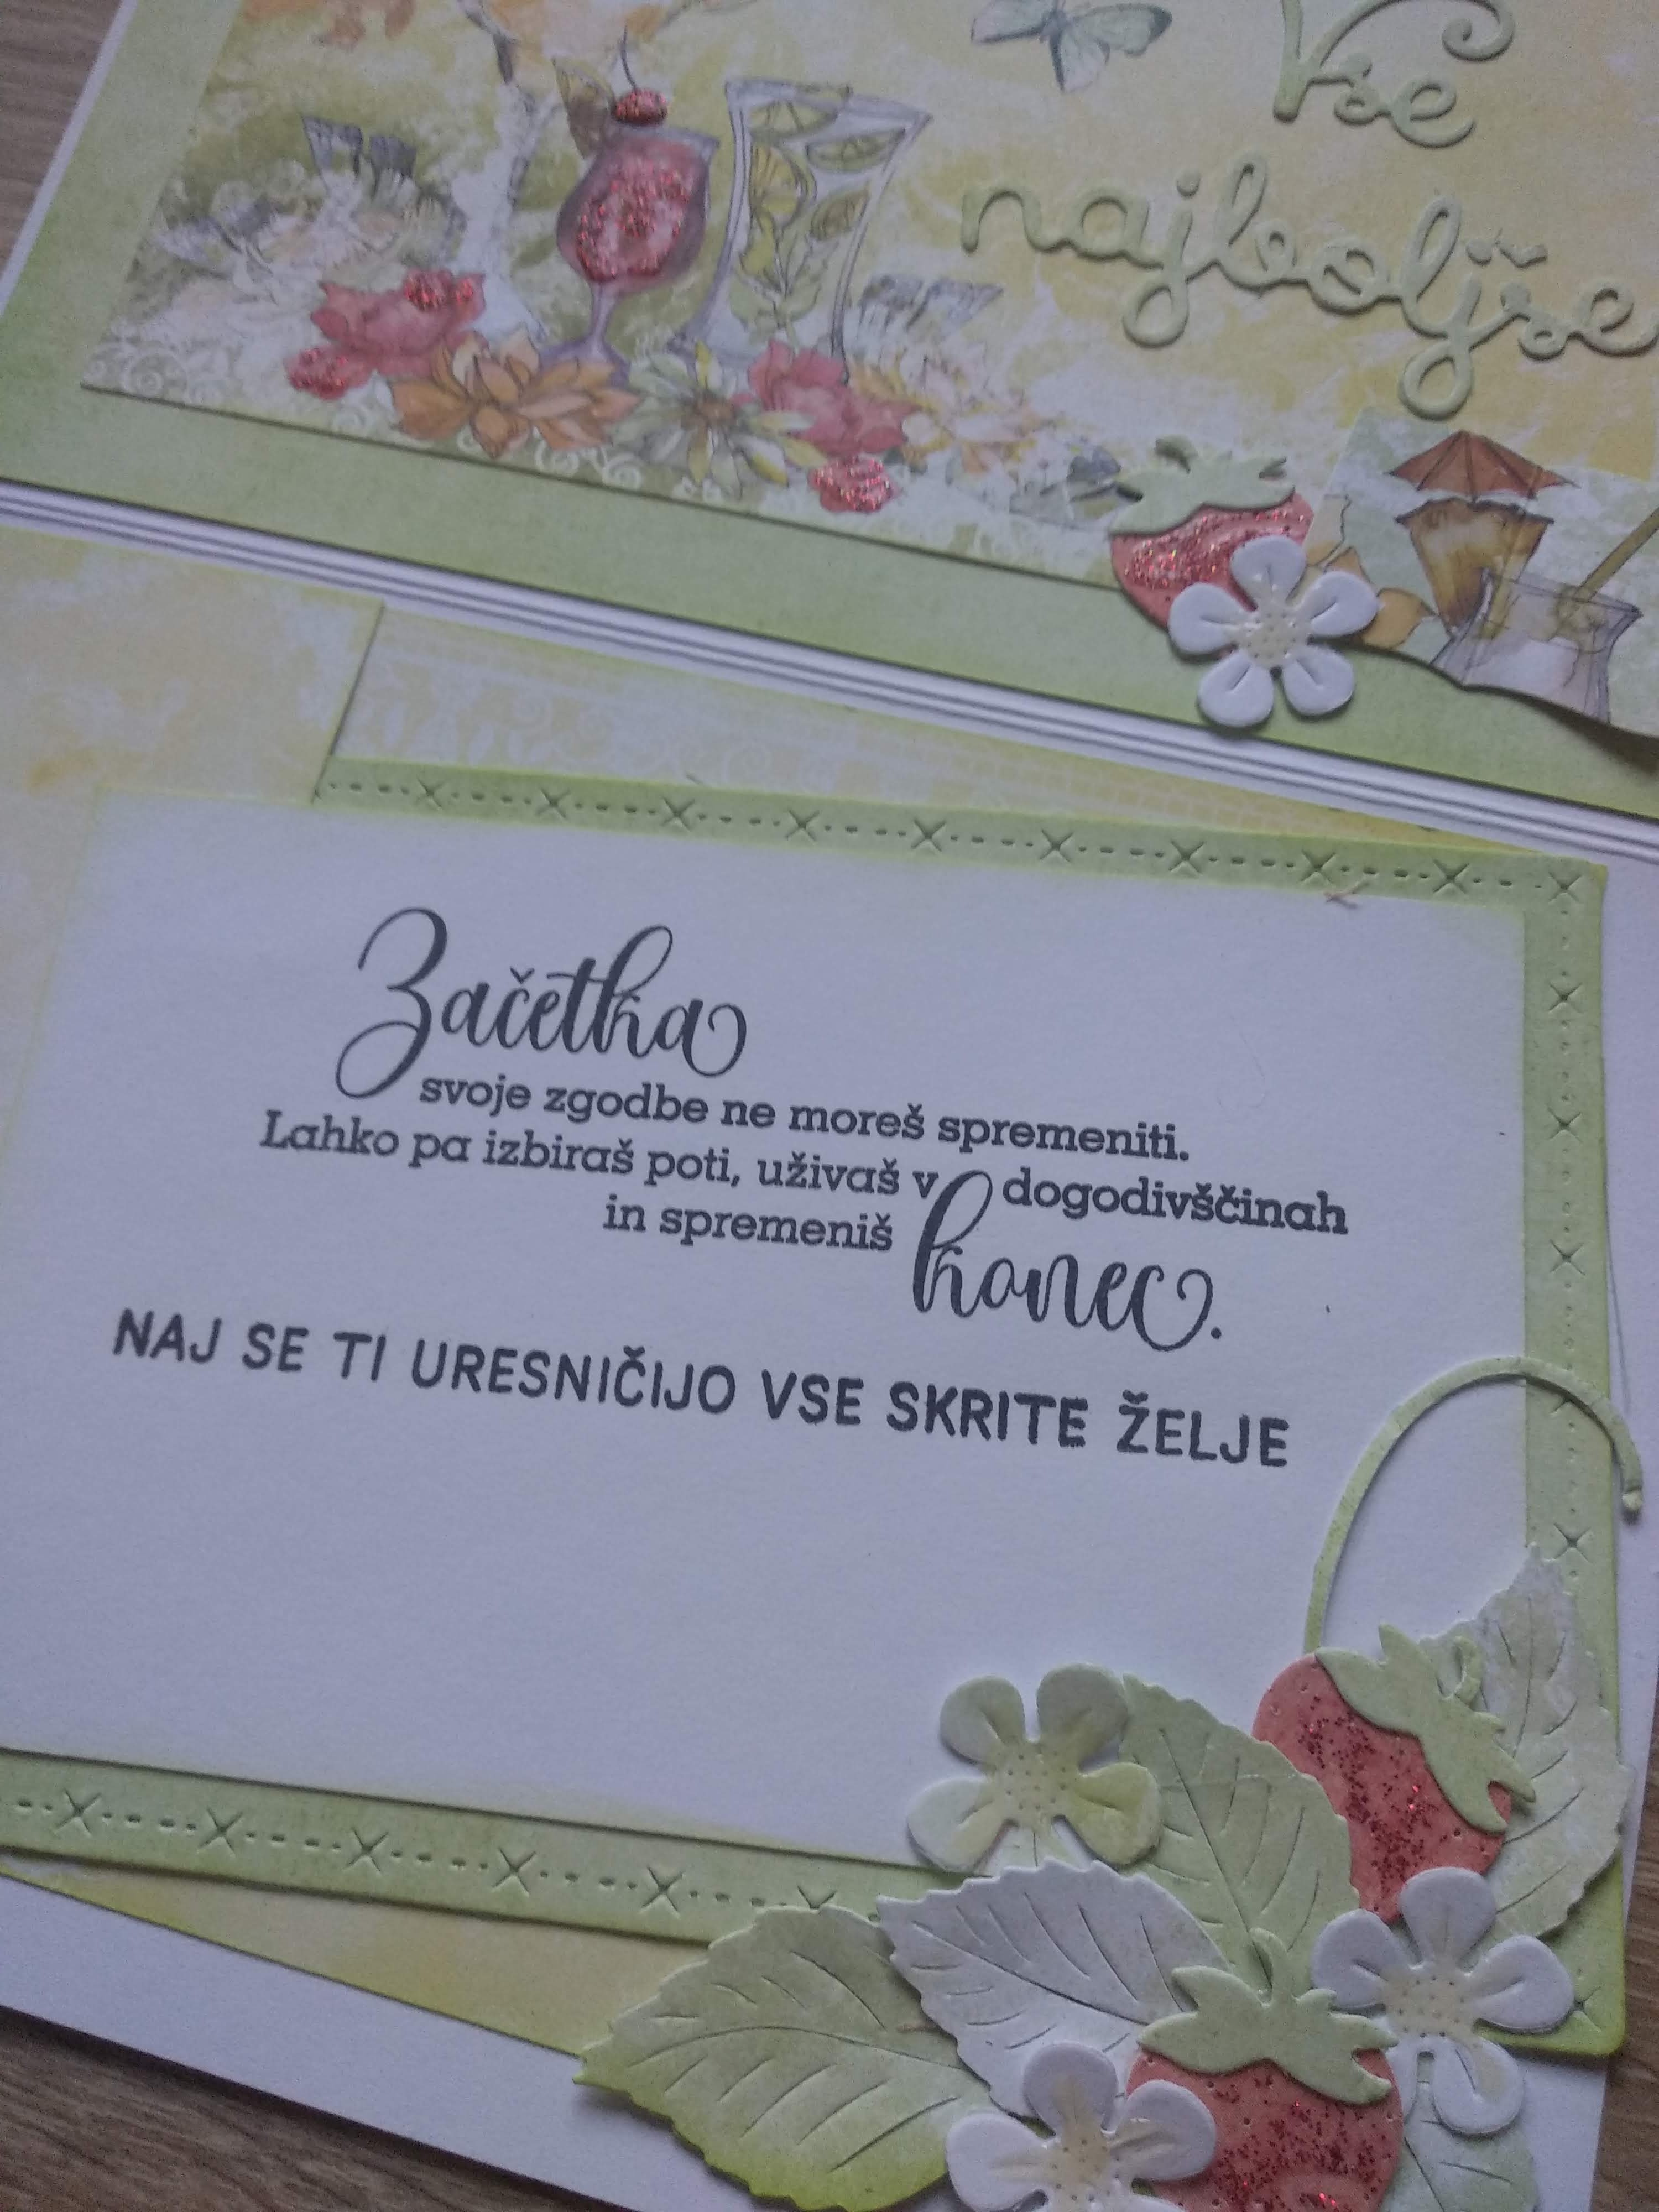 Vse
najboljše
Začetka
svoje zgodbe ne moreš spremeniti.
Lahko pa izbiraš poti, uživaš v dogodivščinah
in spremeniš konec.
NAJ SE TI URESNIČIJO VSE SKRITE ŽELJE